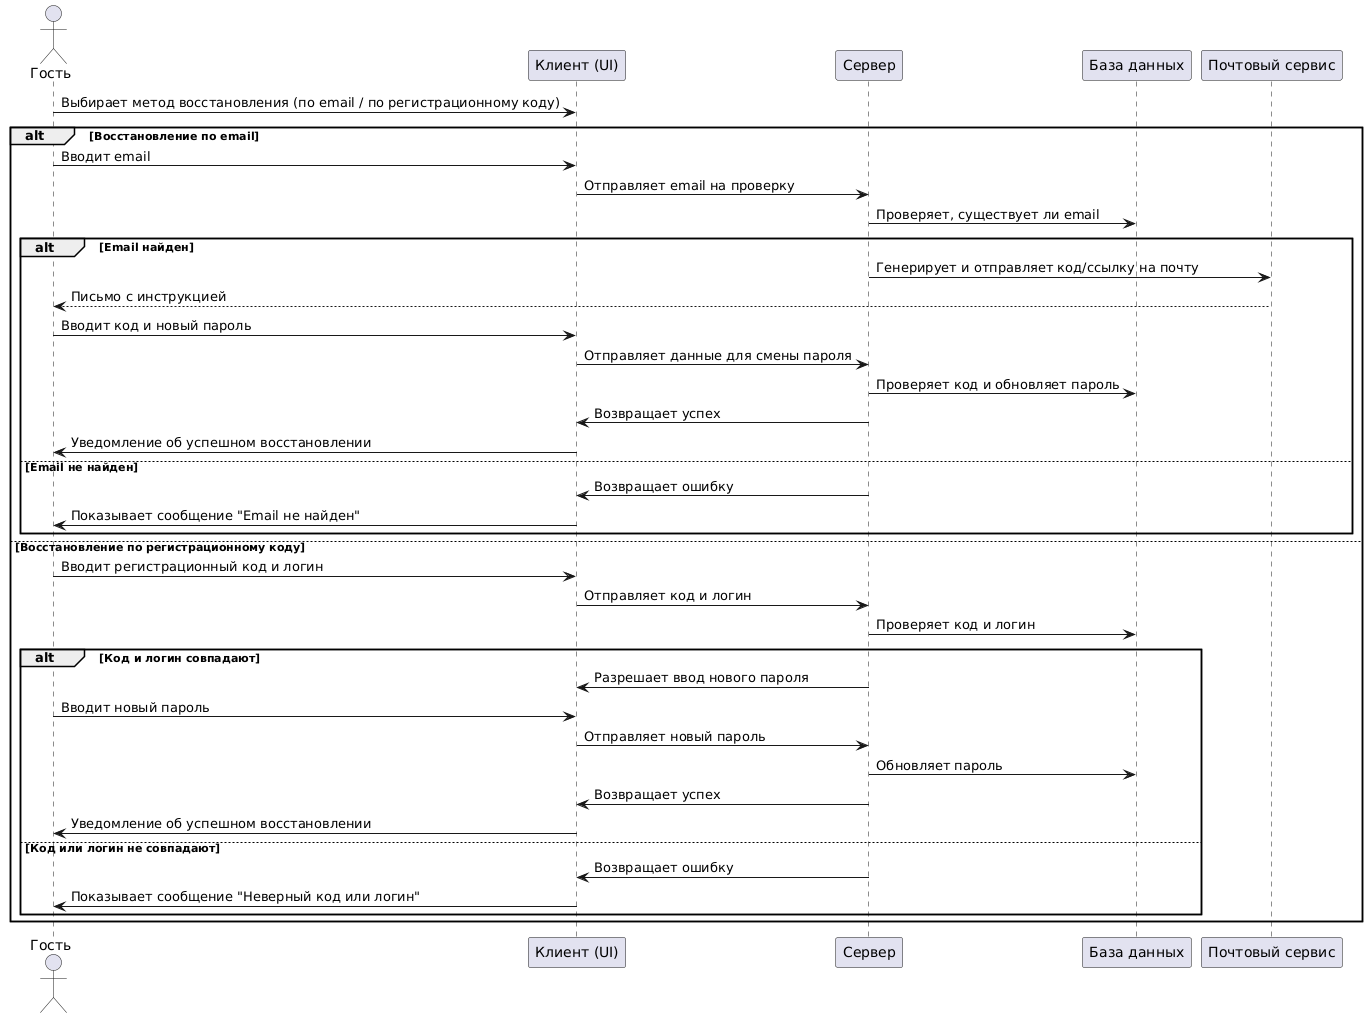 Гость
Клиент (UI)
Сервер
База данных
Почтовый сервис
Выбирает метод восстановления (по email / по регистрационному коду)
alt
[Восстановление по email]
Вводит email
Отправляет email на проверку
Проверяет, существует ли email
alt
[Email найден]
Генерирует и отправляет код/ссылку на почту
Письмо с инструкцией
Вводит код и новый пароль
Отправляет данные для смены пароля
Проверяет код и обновляет пароль
Возвращает успех
Уведомление об успешном восстановлении
[Email не найден]
Возвращает ошибку
Показывает сообщение "Email не найден"
[Восстановление по регистрационному коду]
Вводит регистрационный код и логин
Отправляет код и логин
Проверяет код и логин
alt
[Код и логин совпадают]
Разрешает ввод нового пароля
Вводит новый пароль
Отправляет новый пароль
Обновляет пароль
Возвращает успех
Уведомление об успешном восстановлении
[Код или логин не совпадают]
Возвращает ошибку
Показывает сообщение "Неверный код или логин"
Гость
Клиент (UI)
Сервер
База данных
Почтовый сервис